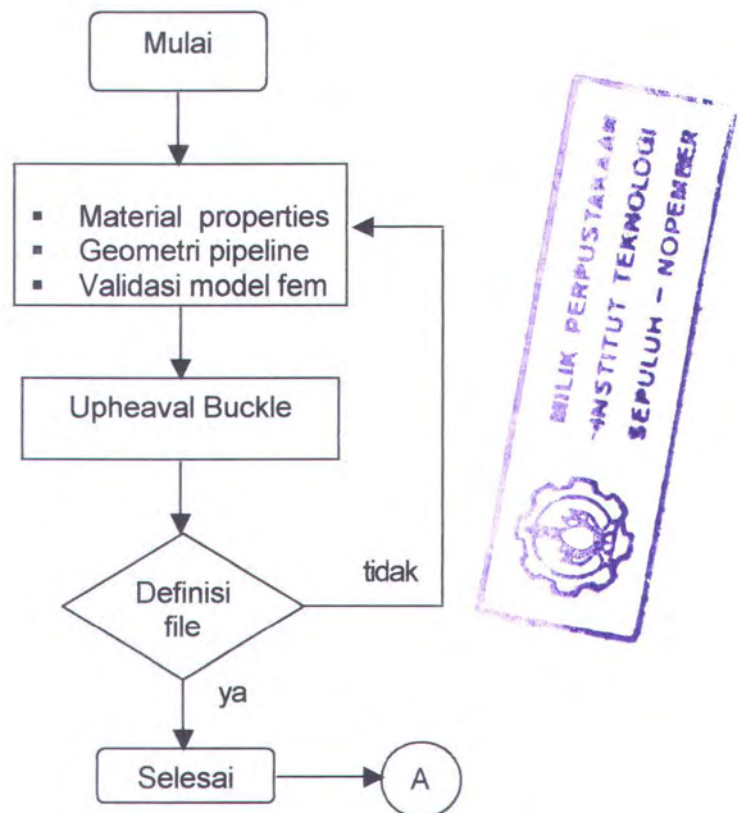 Mulai
Material properties
Geometri pipeline
Validasi model fem
Upheaval Buckle
Definisi
file
tidak
ya
Selesai
A
MILIK PERPUSTAKAAN
INSTITUT TEKNOLOGI
SEPULUH – NOPEMBER